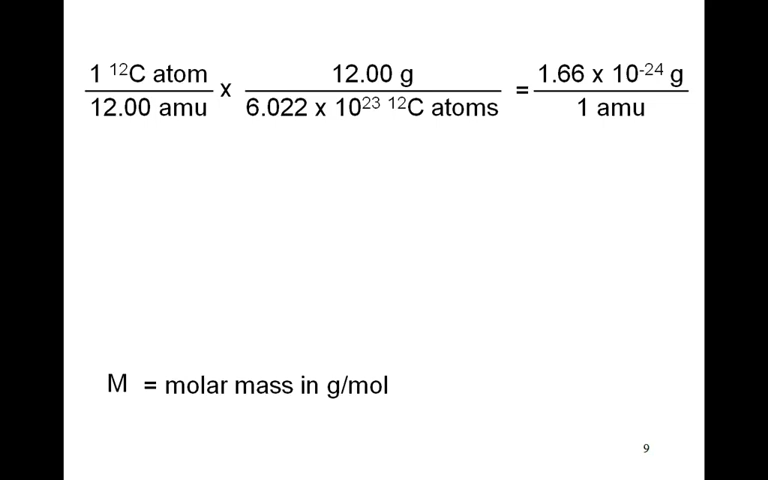 1 ¹²C atom / 12.00 amu x 12.00 g / 6.022 x 10²³ ¹²C atoms = 1.66 x 10⁻²⁴ g / 1 amu
M = molar mass in g/mol
9